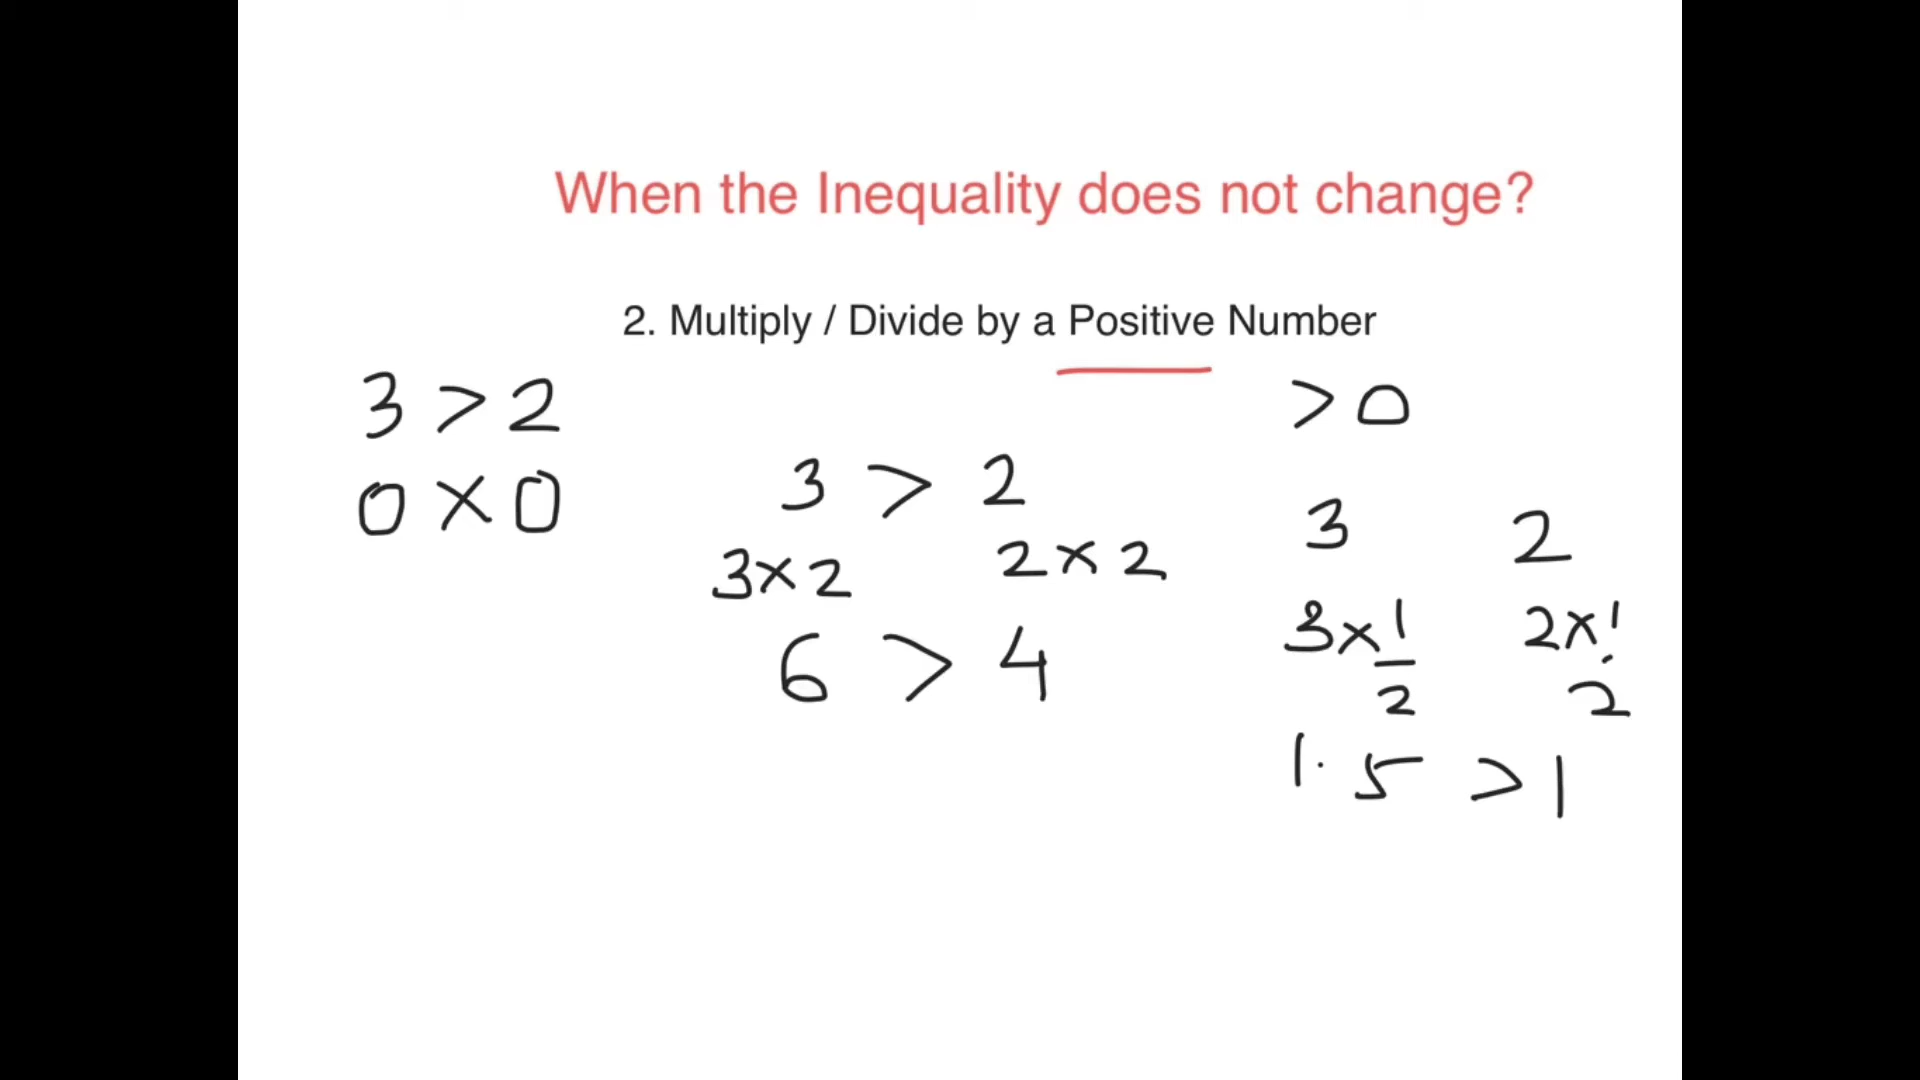 When the Inequality does not change?
2. Multiply / Divide by a Positive Number
3 > 2
0 × 0
3 > 2
3×2 2×2
6 > 4
> 0
3 2
3×1/2 2×1/2
1.5 > 1